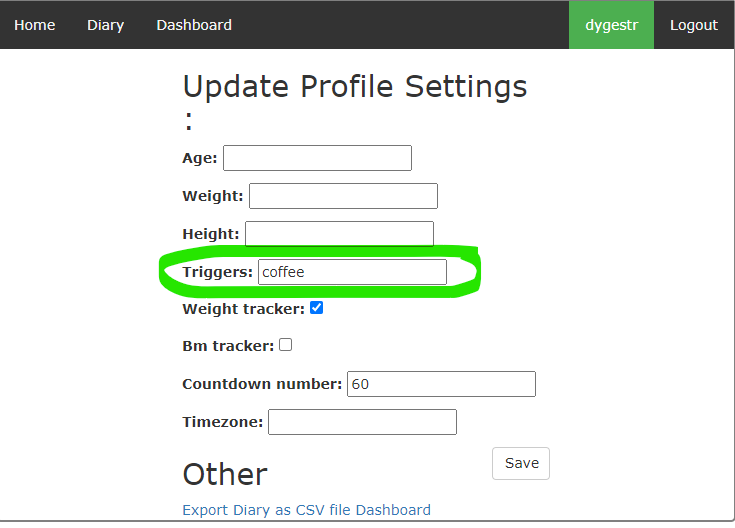 Home Diary Dashboard dygestr Logout
Update Profile Settings
:
Age:
Weight:
Height:
Triggers: coffee
Weight tracker:
Bm tracker:
Countdown number: 60
Timezone:
Save
Other
Export Diary as CSV file Dashboard